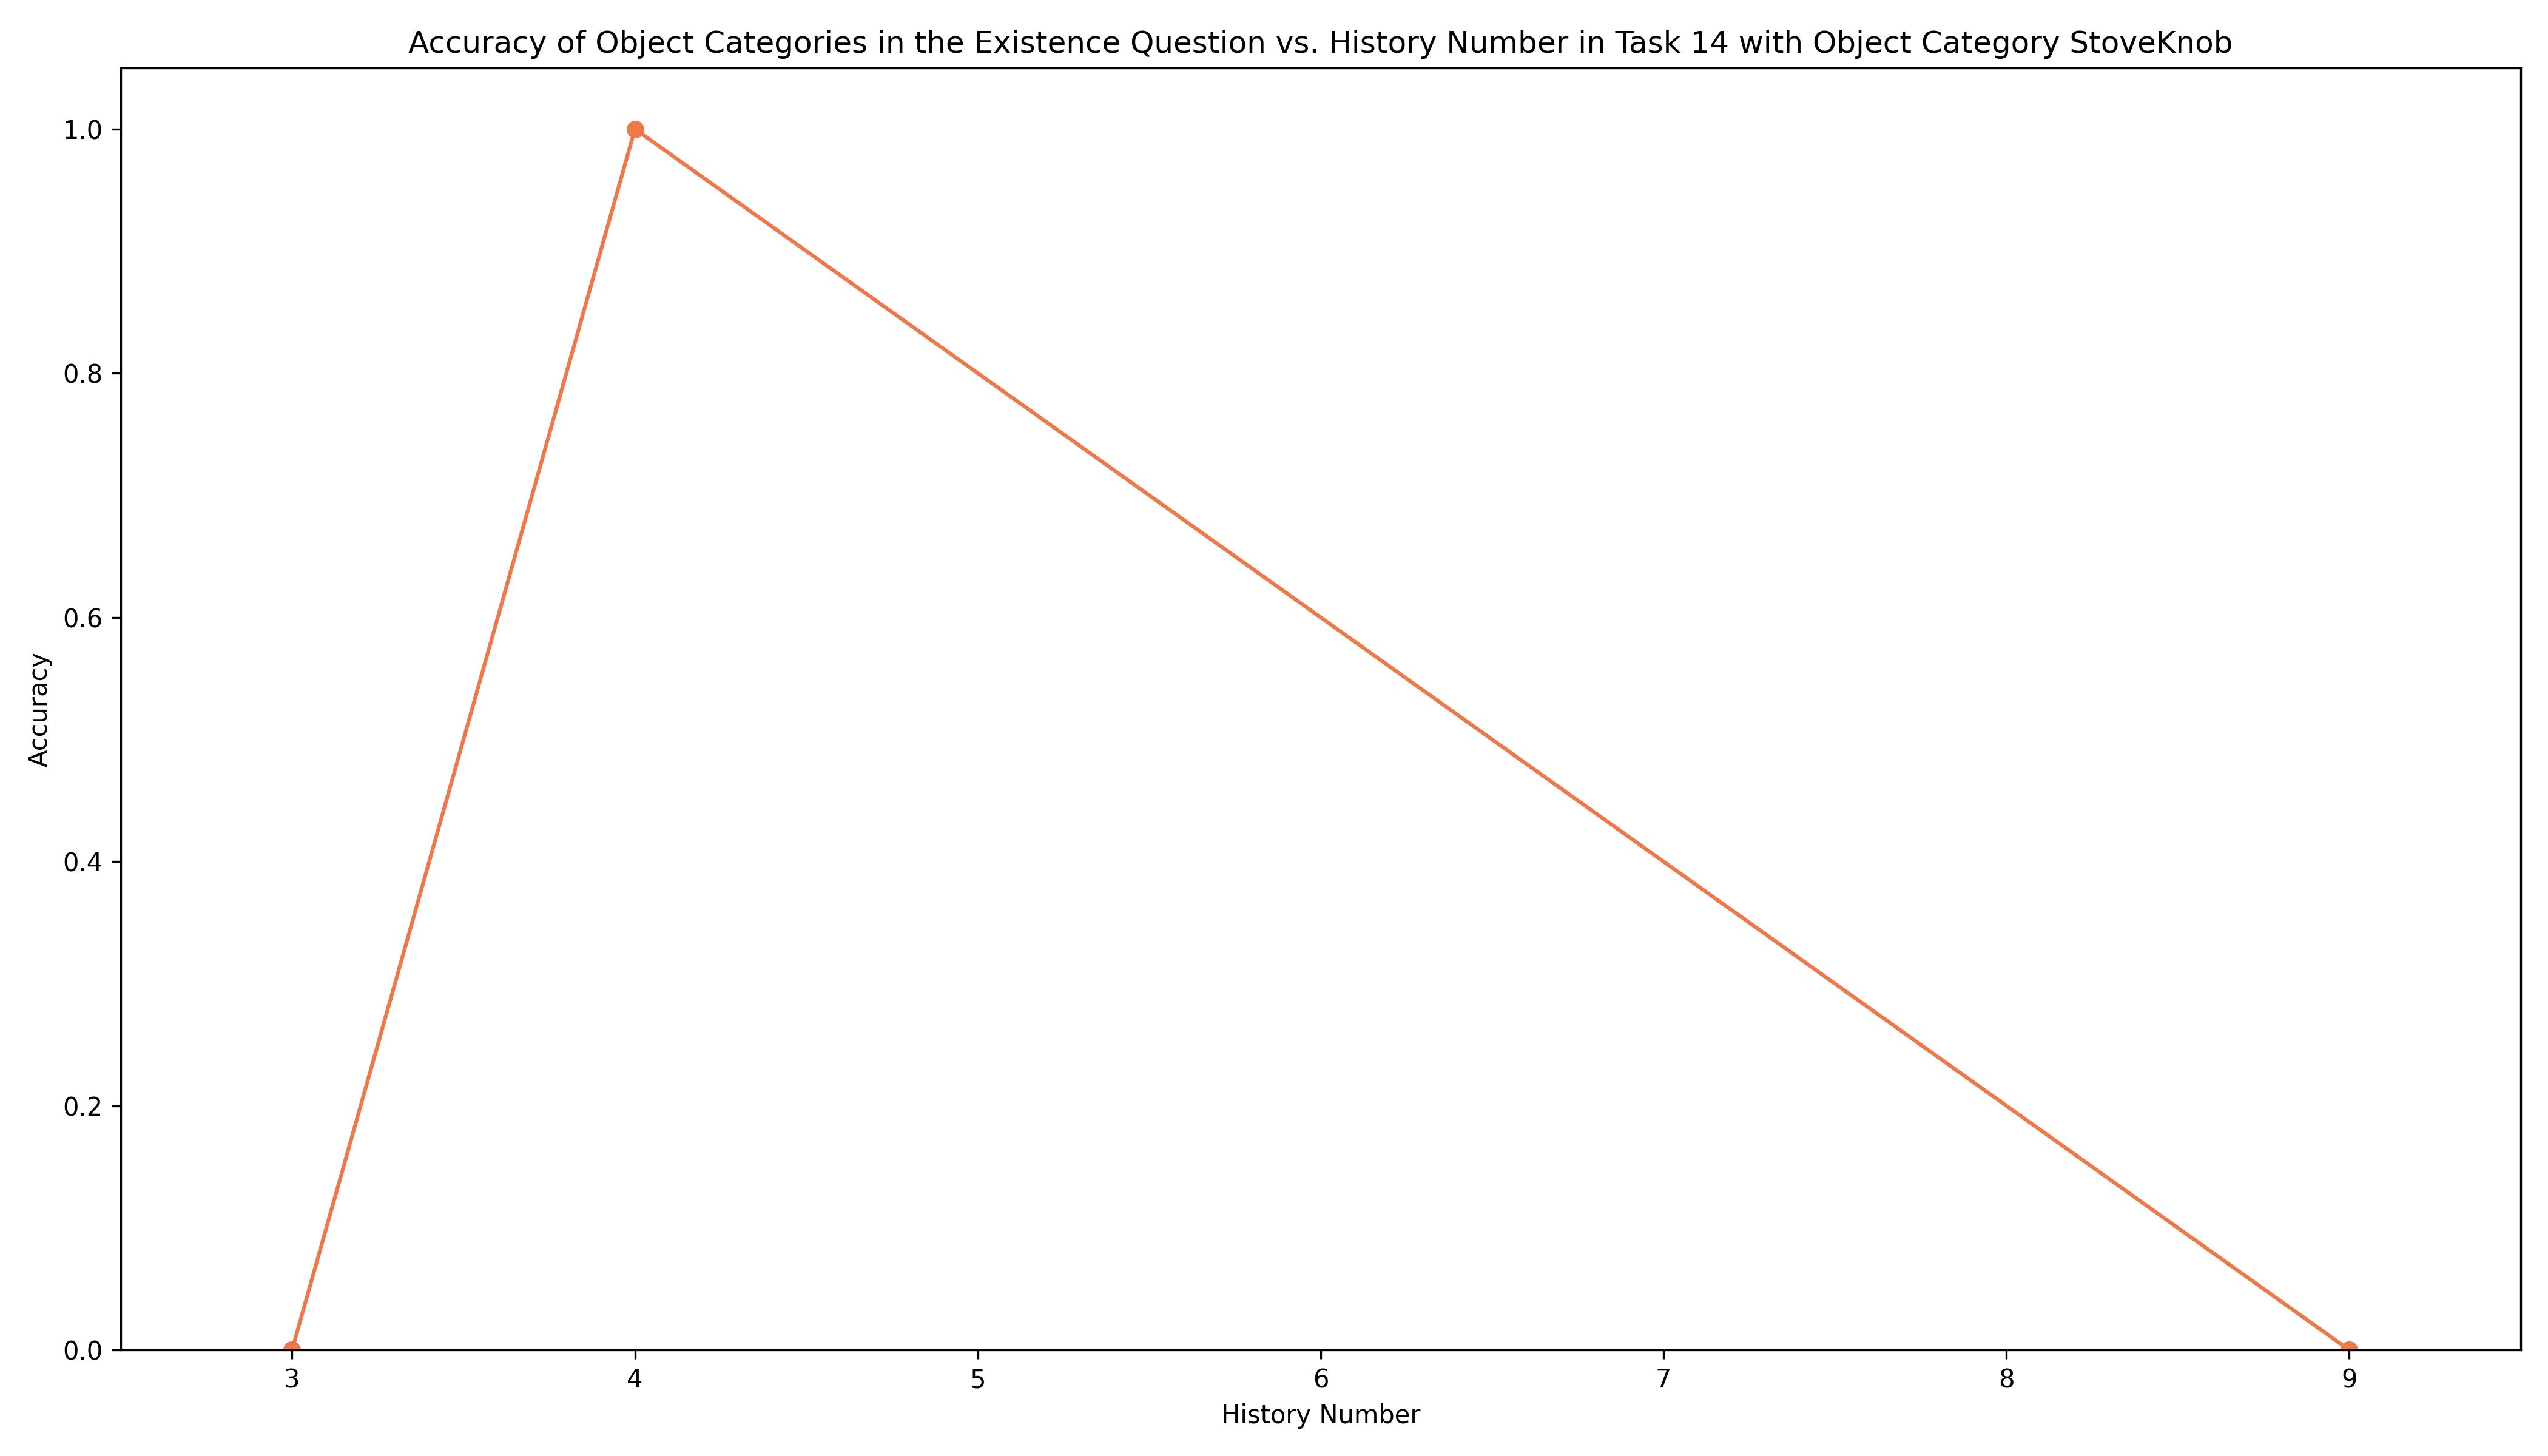 Accuracy of Object Categories in the Existence Question vs. History Number in Task 14 with Object Category StoveKnob
1.0
0.8
0.6
0.4
0.2
0.0
Accuracy
3 4 5 6 7 8 9
History Number